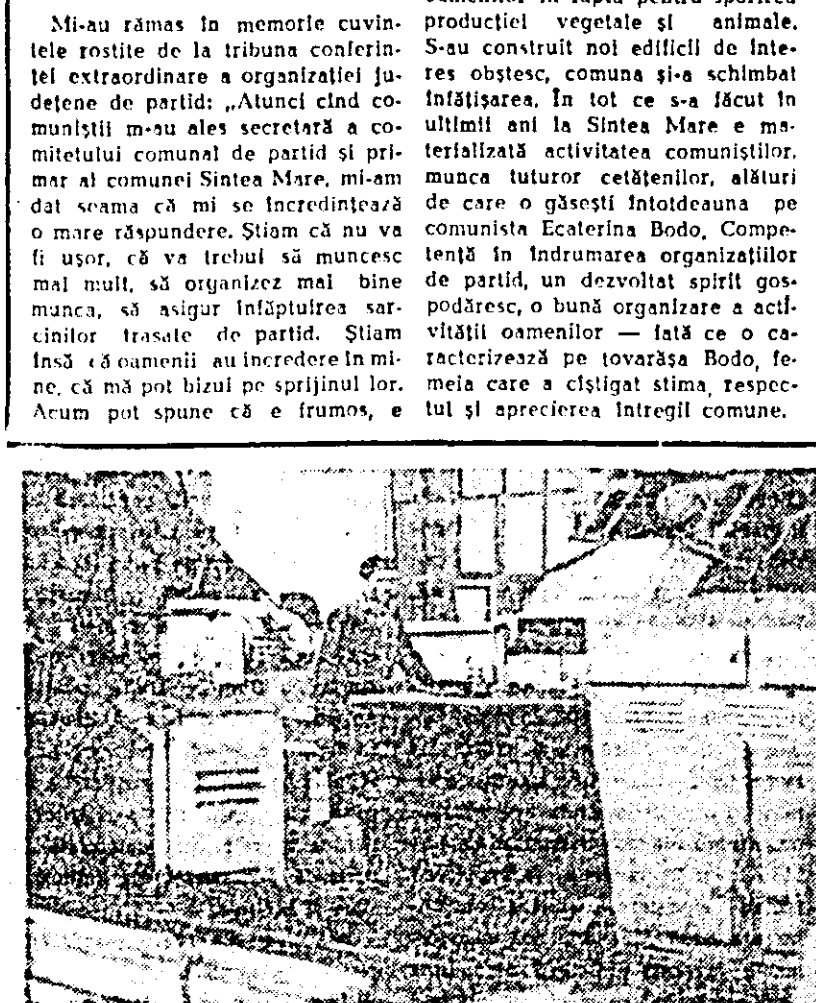 Mi-au rămas în memorie cuvin-
tele rostite de la tribuna conferin-
ței extraordinare a organizației ju-
dețene de partid: „Atunci cînd co-
muniștii m-au ales secretară a co-
mitetului comunal de partid și pri-
mar al comunei Sintea Mare, mi-am
dat seama că mi se încredințează
o mare răspundere. Știam că nu va
fi ușor, că va trebui să muncesc
mai mult, să organizez mai bine
munca, să asigur înfăptuirea sar-
cinilor trasate de partid. Știam
însă că oamenii au încredere în mi-
ne, că mă pot bizui pe sprijinul lor.
Acum pot spune că e frumos, e
producției vegetale și animale.
S-au construit noi edificii de inte-
res obștesc, comuna și-a schimbat
înfățișarea. În tot ce s-a făcut în
ultimii ani la Sintea Mare e ma-
terializată activitatea comuniștilor,
munca tuturor cetățenilor, alături
de care o găsești întotdeauna pe
comunista Ecaterina Bodo. Compe-
tență în îndrumarea organizațiilor
de partid, un dezvoltat spirit gos-
podăresc, o bună organizare a acti-
vității oamenilor — iată ce o ca-
racterizează pe tovarășa Bodo, fe-
meia care a cîștigat stima, respec-
tul și aprecierea întregii comune.